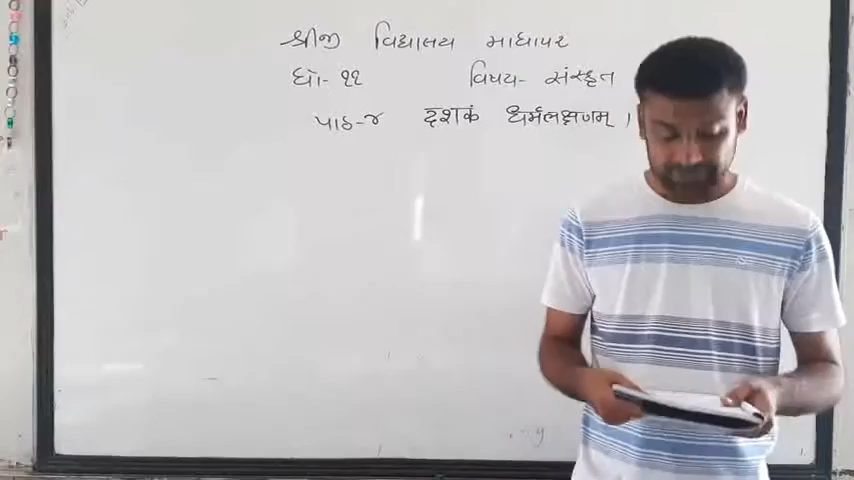 શ્રીજી વિદ્યાલય માધાપર
ધો- ૧૧ વિષય- સંસ્કૃત
પાઠ-૪ दशकं धर्मलक्षणम् ।